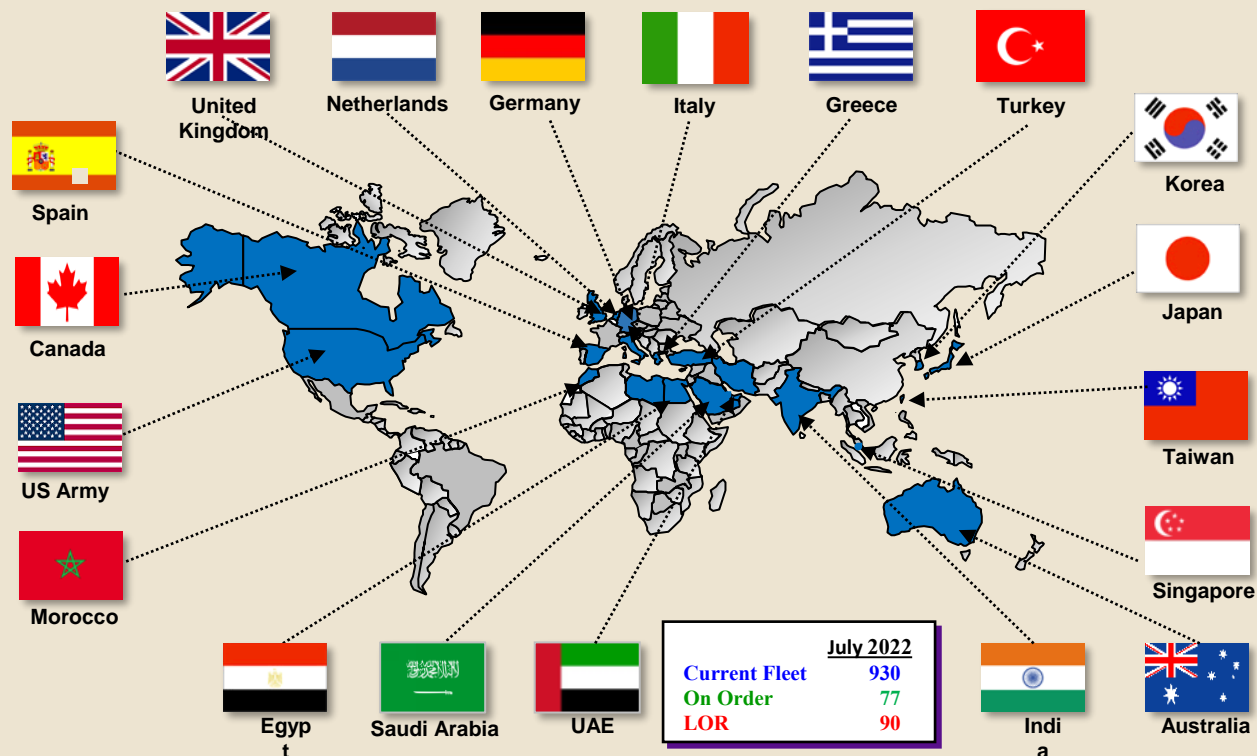 United
Kingdom
Netherlands
Germany
Italy
Greece
Turkey
Spain
Korea
Canada
Japan
US Army
Taiwan
Morocco
Singapore
Egyp
t
Saudi Arabia
UAE
July 2022
Current Fleet 930
On Order 77
LOR 90
Indi
a
Australia